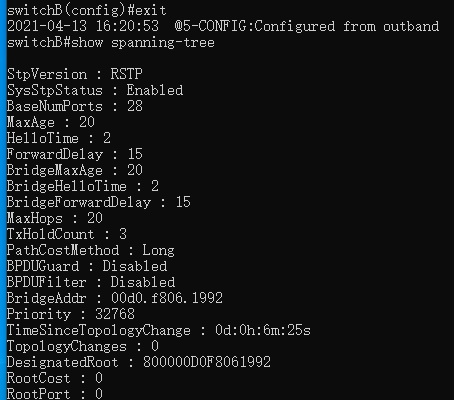 switchB(config)#exit
2021-04-13 16:20:53  @5-CONFIG:Configured from outband
switchB#show spanning-tree
StpVersion : RSTP
SysStpStatus : Enabled
BaseNumPorts : 28
MaxAge : 20
HelloTime : 2
ForwardDelay : 15
BridgeMaxAge : 20
BridgeHelloTime : 2
BridgeForwardDelay : 15
MaxHops : 20
TxHoldCount : 3
PathCostMethod : Long
BPDUGuard : Disabled
BPDUFilter : Disabled
BridgeAddr : 00d0.f806.1992
Priority : 32768
TimeSinceTopologyChange : 0d:0h:6m:25s
TopologyChanges : 0
DesignatedRoot : 800000D0F8061992
RootCost : 0
RootPort : 0